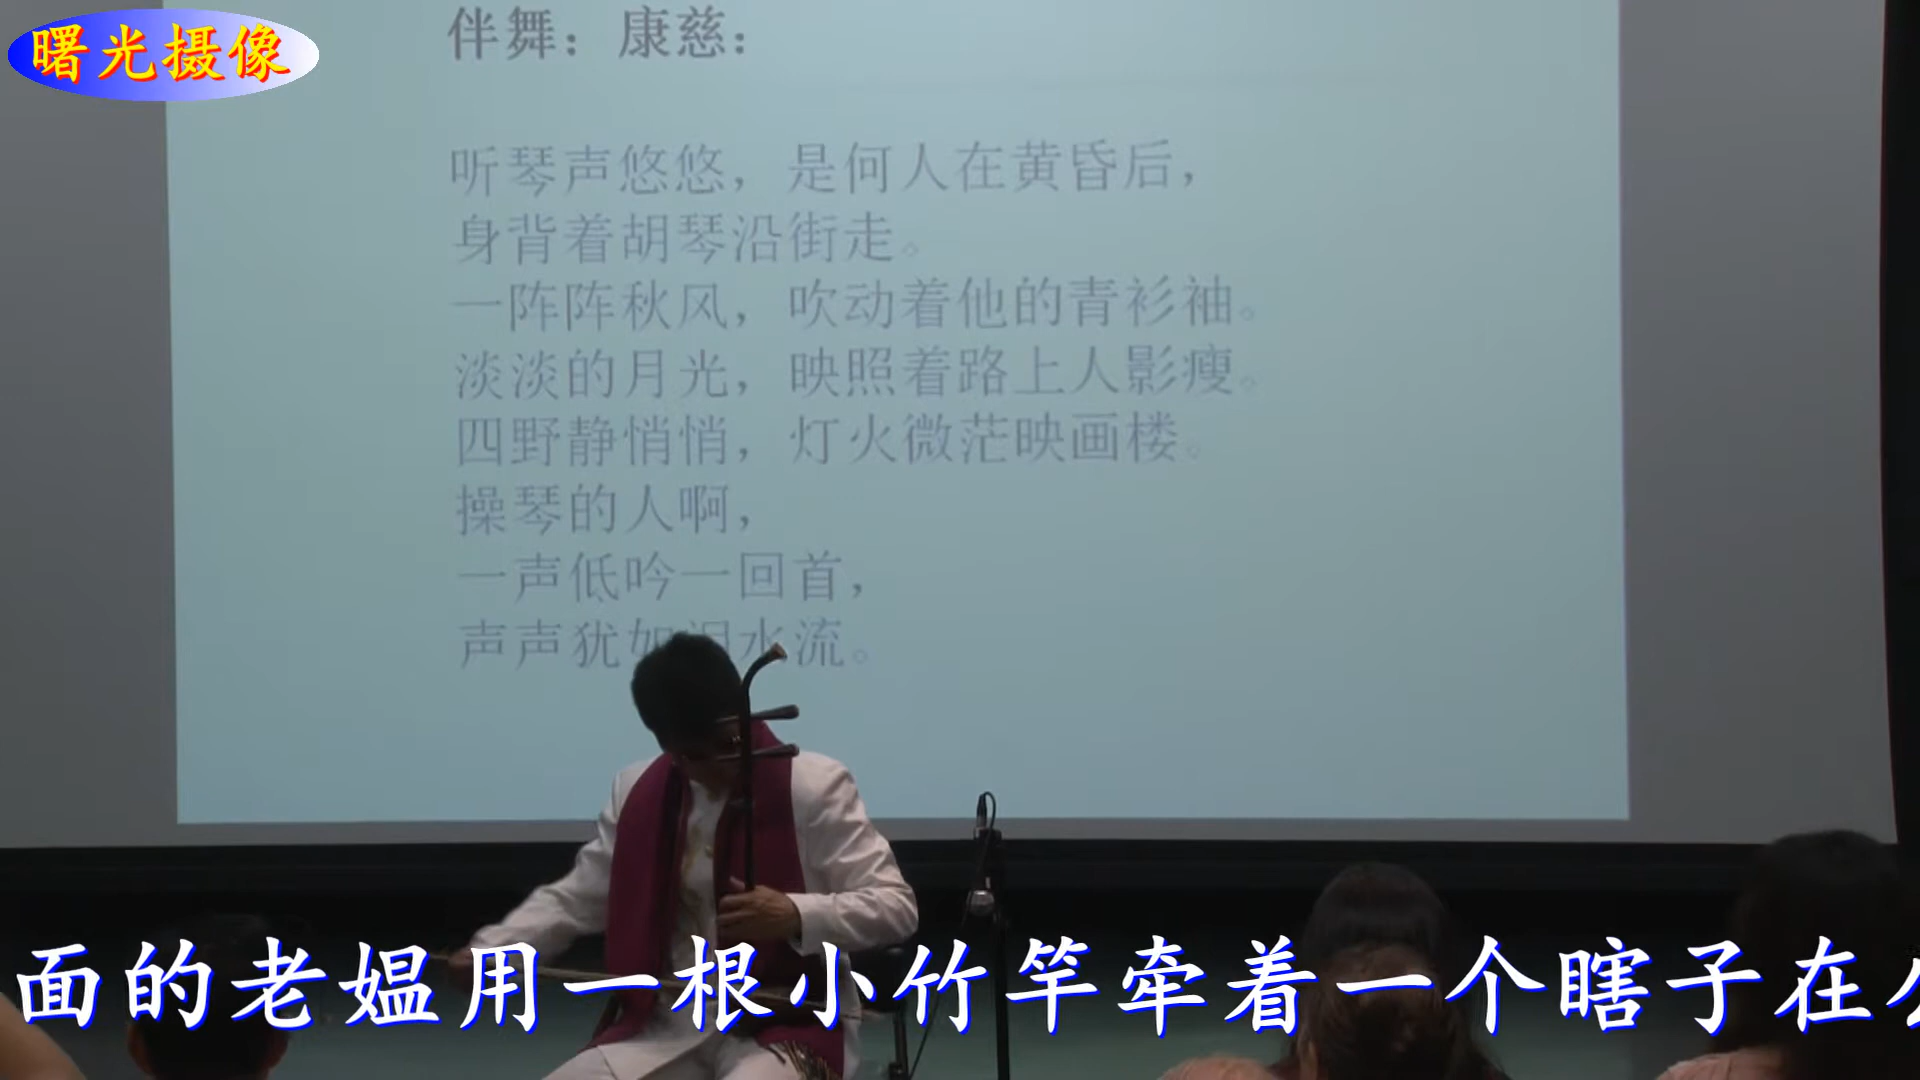 曙光摄像
伴舞：康慈：
听琴声悠悠，是何人在黄昏后，
身背着胡琴沿街走。
一阵阵秋风，吹动着他的青衫袖。
淡淡的月光，映照着路上人影瘦。
四野静悄悄，灯火微茫映画楼。
操琴的人啊，
一声低吟一回首，
声声犹如泪水流。
面的老媪用一根小竹竿牵着一个瞎子在